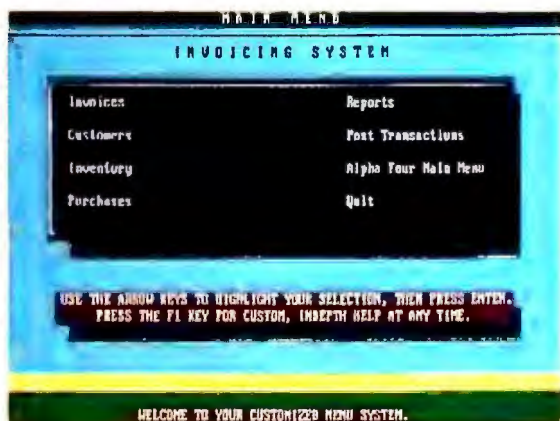 MAIN MENU
INVOICING SYSTEM
Invoices
Customers
Inventory
Purchases
Reports
Post Transactions
Alpha Four Main Menu
Quit
USE THE ARROW KEYS TO HIGHLIGHT YOUR SELECTION, THEN PRESS ENTER.
PRESS THE F1 KEY FOR CUSTOM, INDEPTH HELP AT ANY TIME.
WELCOME TO YOUR CUSTOMIZED MENU SYSTEM.